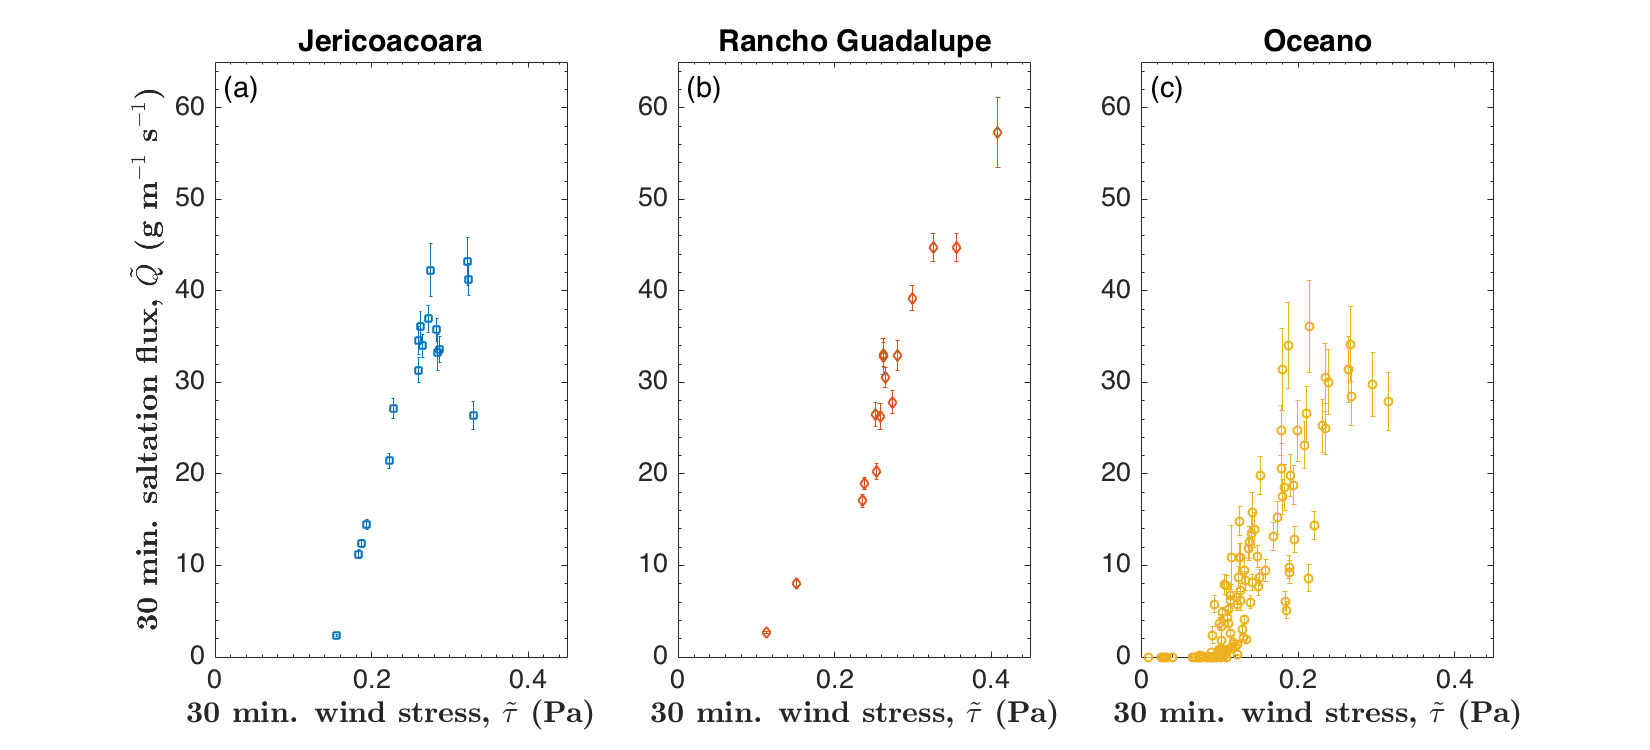 Jericoacoara
Rancho Guadalupe
Oceano
(a)
(b)
(c)
30 min. saltation flux, Q̃ (g m⁻¹ s⁻¹)
60
50
40
30
20
10
0
60
50
40
30
20
10
0
60
50
40
30
20
10
0
0 0.2 0.4
0 0.2 0.4
0 0.2 0.4
30 min. wind stress, τ̃ (Pa)
30 min. wind stress, τ̃ (Pa)
30 min. wind stress, τ̃ (Pa)